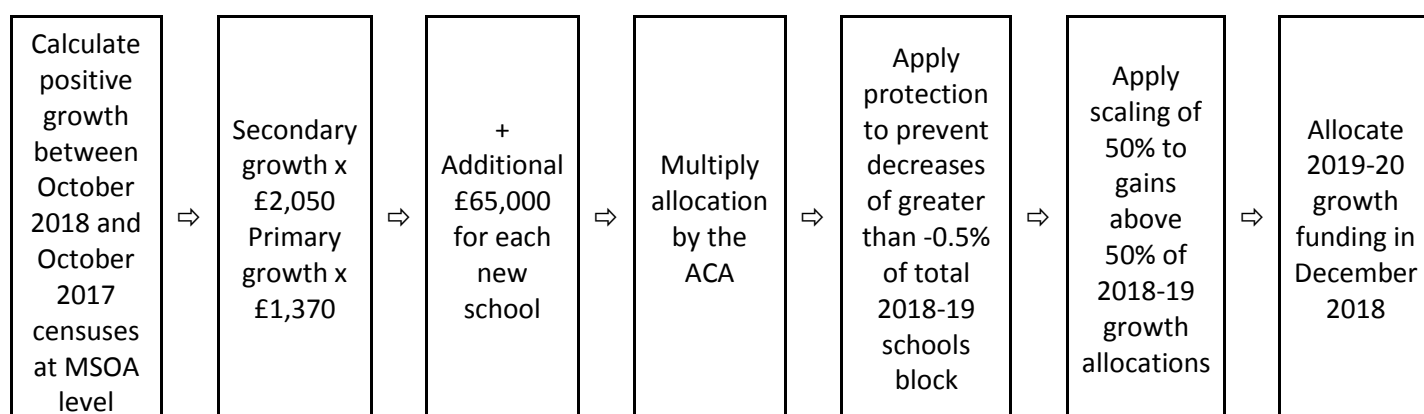 Calculate
positive
growth
between
October
2018 and
October
2017
censuses
at MSOA
level
⇨
Secondary
growth x
£2,050
Primary
growth x
£1,370
⇨
+
Additional
£65,000
for each
new
school
⇨
Multiply
allocation
by the
ACA
⇨
Apply
protection
to prevent
decreases
of greater
than -0.5%
of total
2018-19
schools
block
⇨
Apply
scaling of
50% to
gains
above
50% of
2018-19
growth
allocations
⇨
Allocate
2019-20
growth
funding in
December
2018